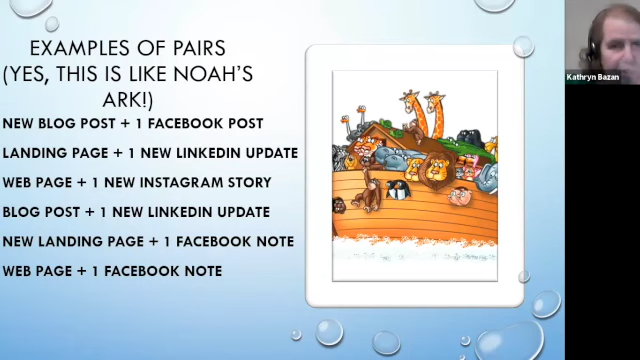 EXAMPLES OF PAIRS
(YES, THIS IS LIKE NOAH'S
ARK!)
NEW BLOG POST + 1 FACEBOOK POST
LANDING PAGE + 1 NEW LINKEDIN UPDATE
WEB PAGE + 1 NEW INSTAGRAM STORY
BLOG POST + 1 NEW LINKEDIN UPDATE
NEW LANDING PAGE + 1 FACEBOOK NOTE
WEB PAGE + 1 FACEBOOK NOTE
Kathryn Bazan